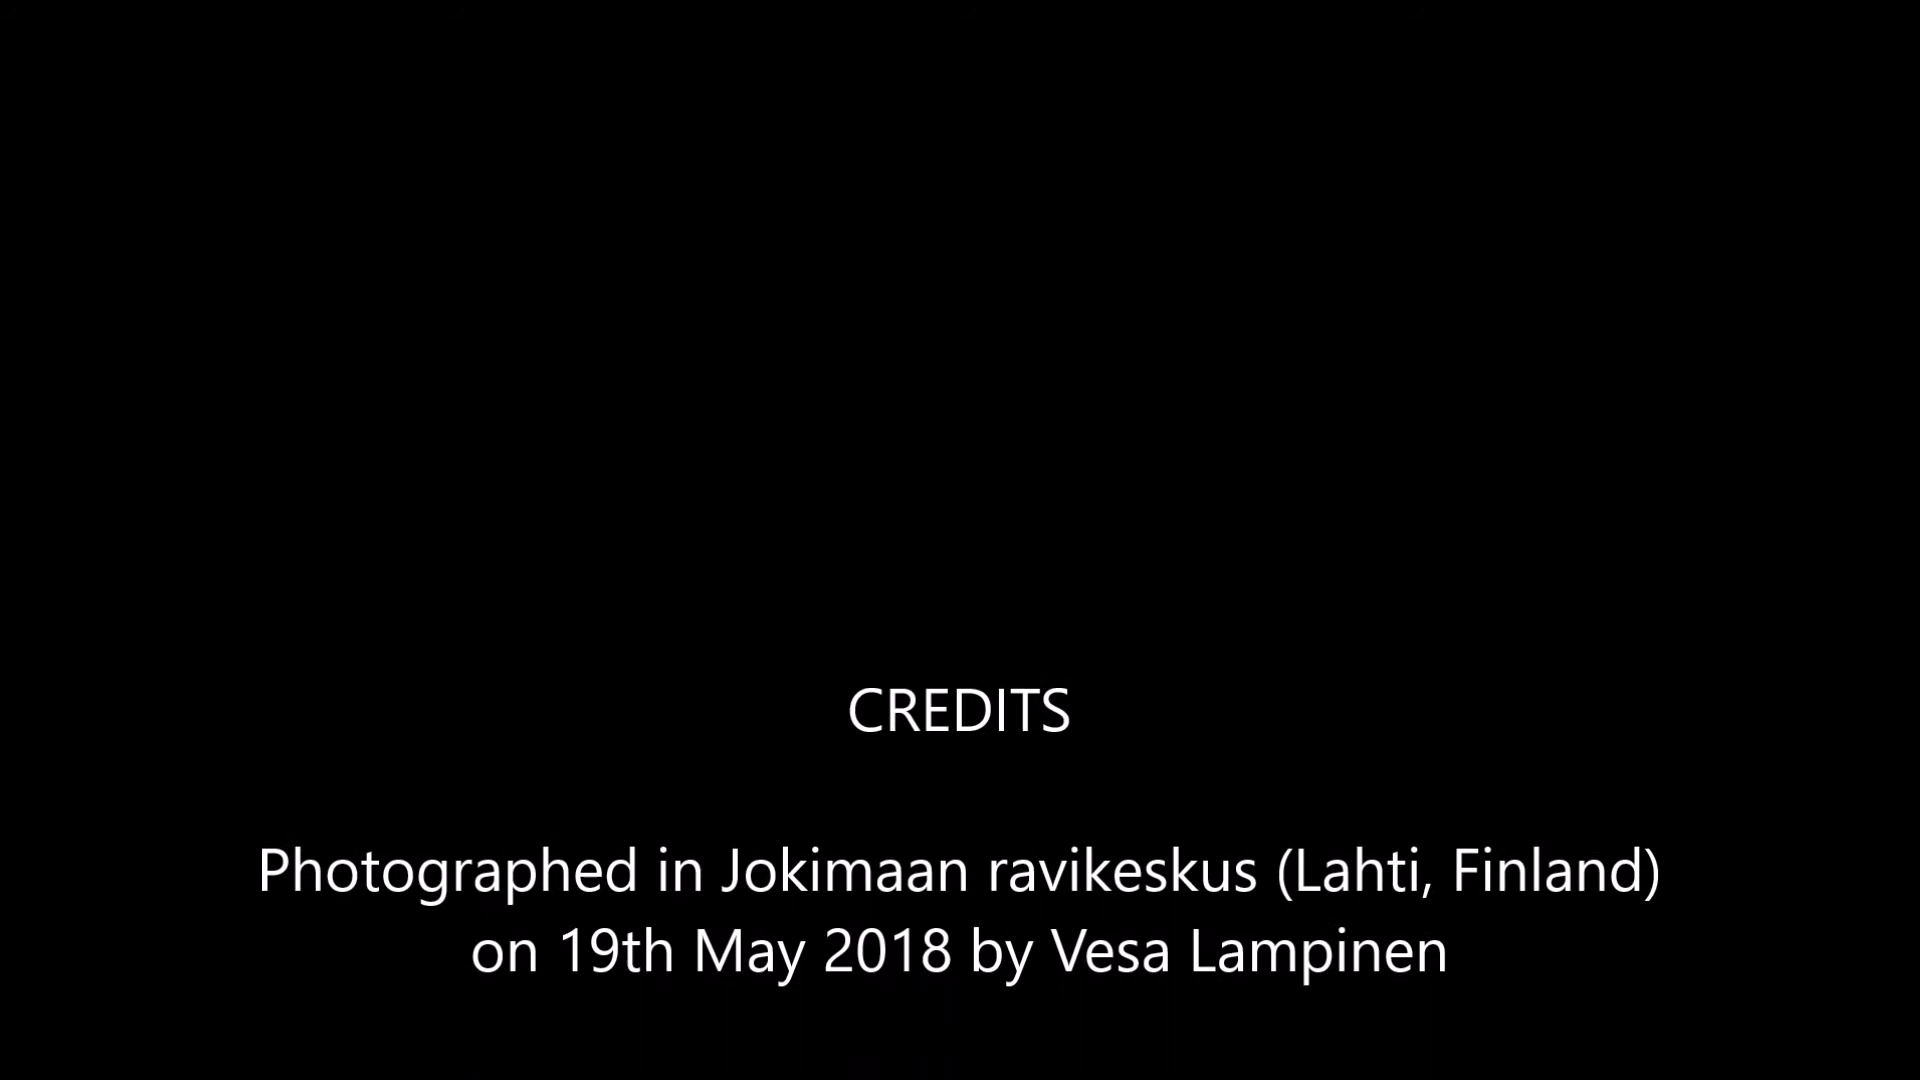 CREDITS
Photographed in Jokimaan ravikeskus (Lahti, Finland)
on 19th May 2018 by Vesa Lampinen